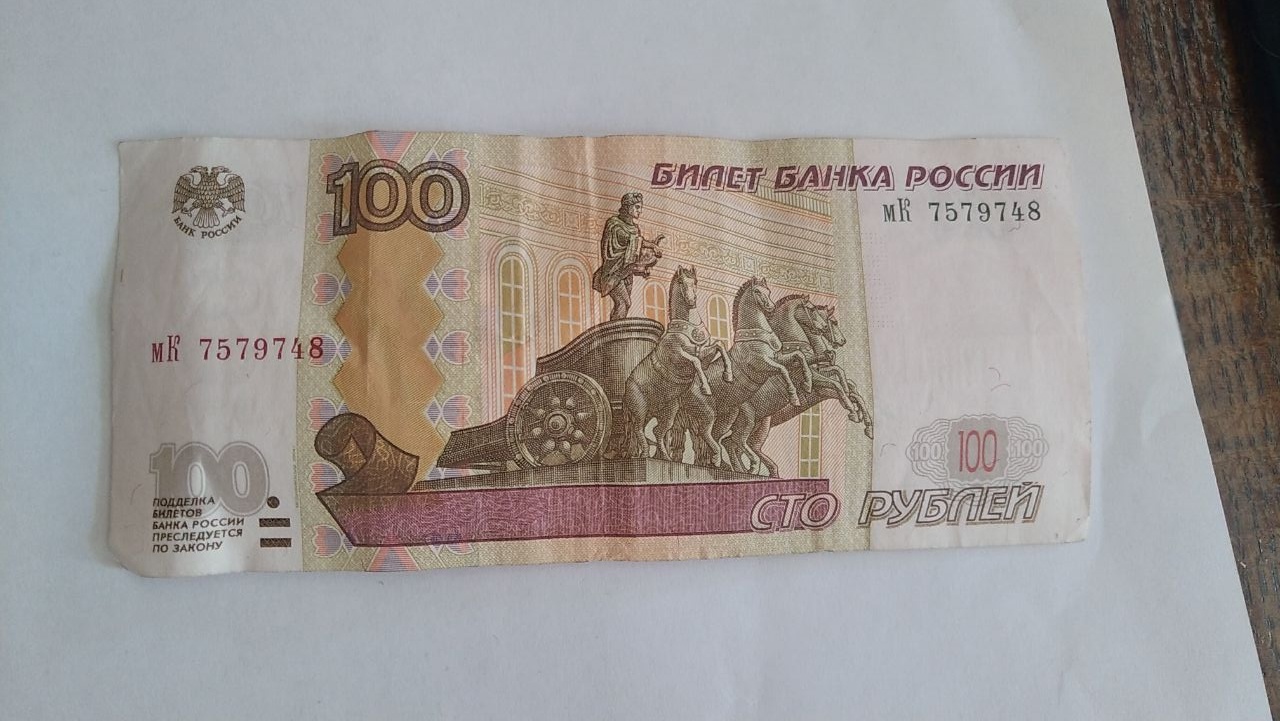 БАНК РОССИИ
100
БИЛЕТ БАНКА РОССИИ
мК 7579748
мК 7579748
100
ПОДДЕЛКА
БИЛЕТОВ
БАНКА РОССИИ
ПРЕСЛЕДУЕТСЯ
ПО ЗАКОНУ
100 100 100
СТО РУБЛЕЙ